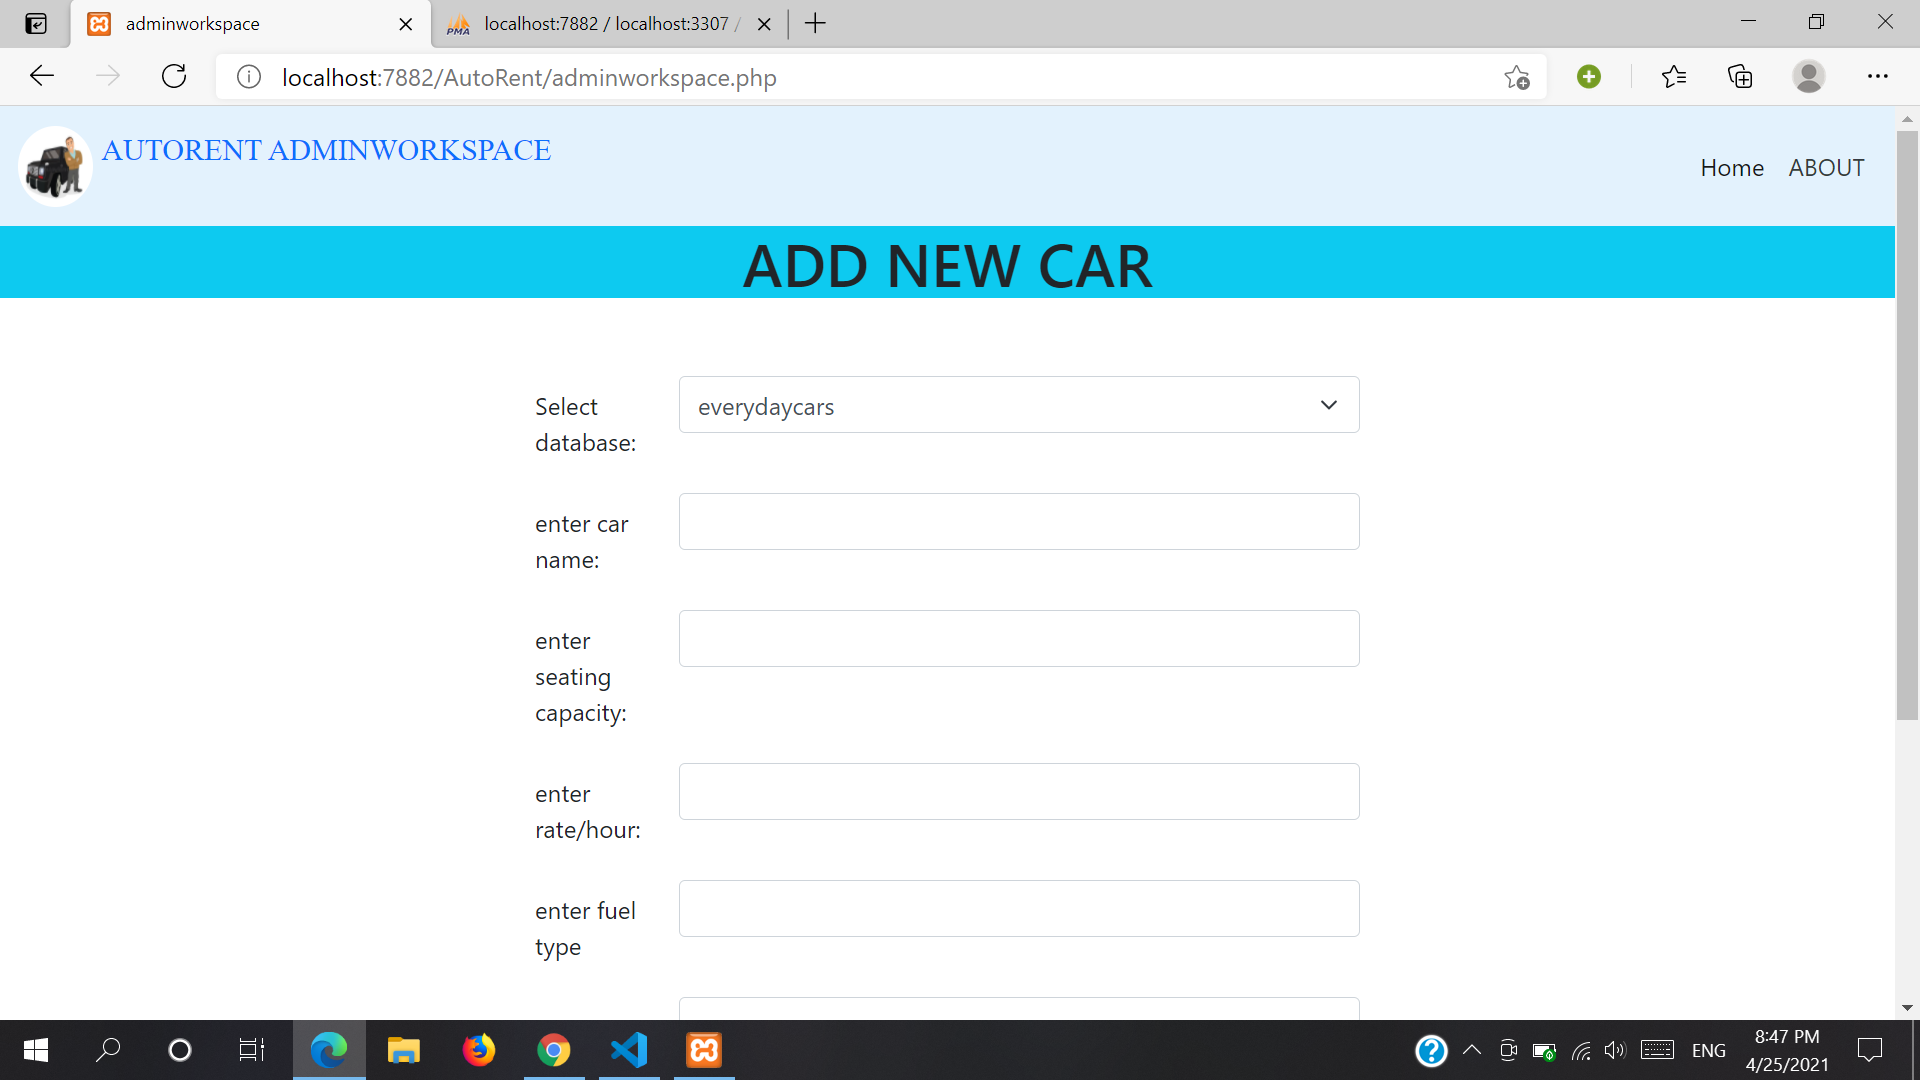 adminworkspace
localhost:7882 / localhost:3307 /
localhost:7882/AutoRent/adminworkspace.php
AUTORENT ADMINWORKSPACE
Home ABOUT
ADD NEW CAR
Select
database:
everydaycars
enter car
name:
enter
seating
capacity:
enter
rate/hour:
enter fuel
type
ENG
8:47 PM
4/25/2021
PMA